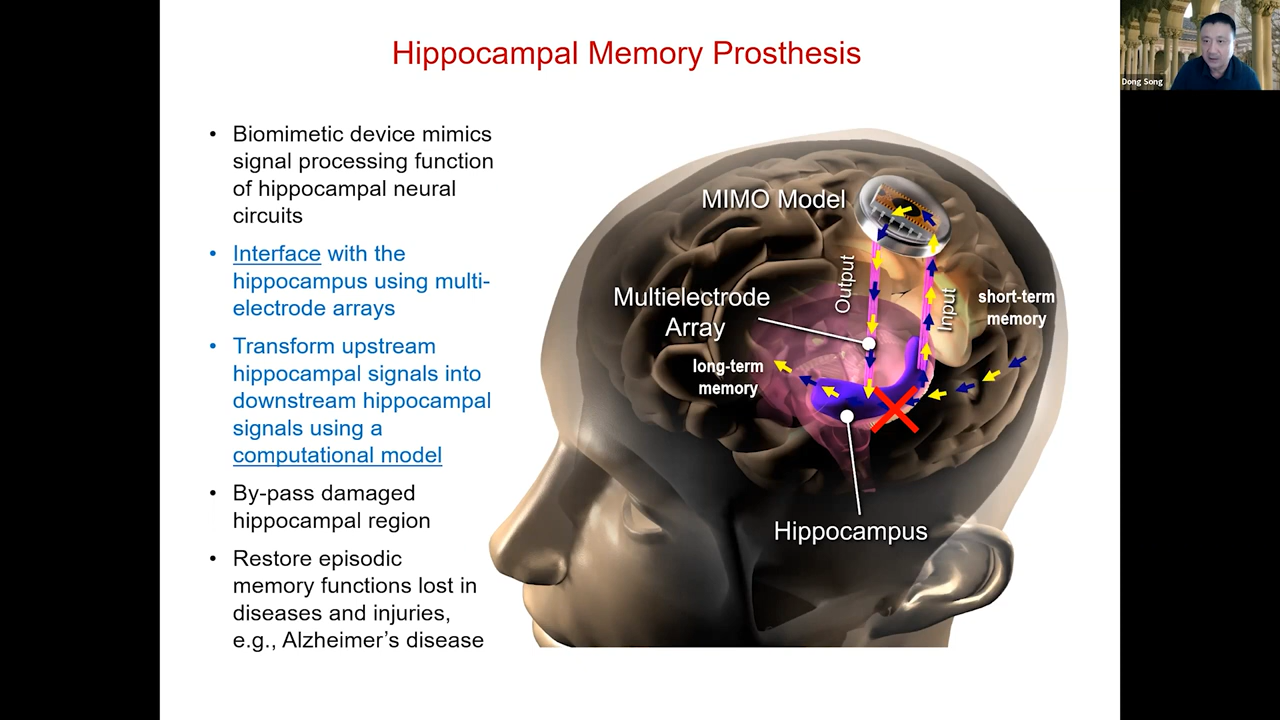 Hippocampal Memory Prosthesis
Dong Song
• Biomimetic device mimics
signal processing function
of hippocampal neural
circuits
• Interface with the
hippocampus using multi-
electrode arrays
• Transform upstream
hippocampal signals into
downstream hippocampal
signals using a
computational model
• By-pass damaged
hippocampal region
• Restore episodic
memory functions lost in
diseases and injuries,
e.g., Alzheimer’s disease
MIMO Model
Output
Input
Multielectrode
Array
short-term
memory
long-term
memory
Hippocampus